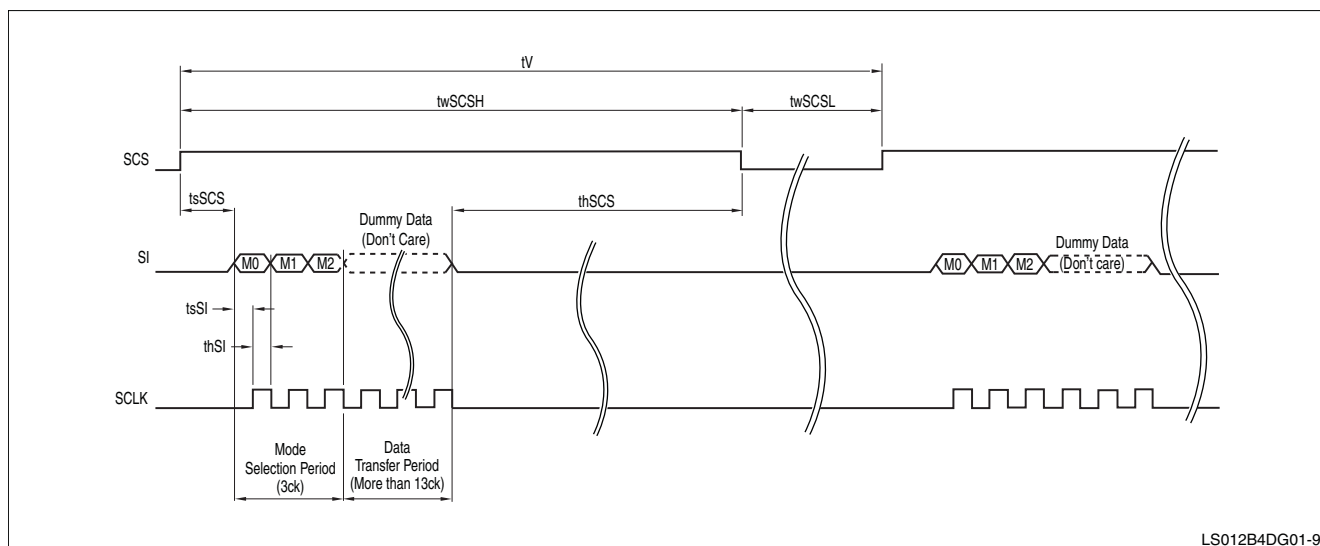 tV
twSCSH
twSCSL
SCS
tsSCS
thSCS
Dummy Data
(Don't Care)
SI
M0
M1
M2
Dummy Data
M0
M1
M2
(Don't care)
tsSI
thSI
SCLK
Mode
Selection Period
(3ck)
Data
Transfer Period
(More than 13ck)
LS012B4DG01-9